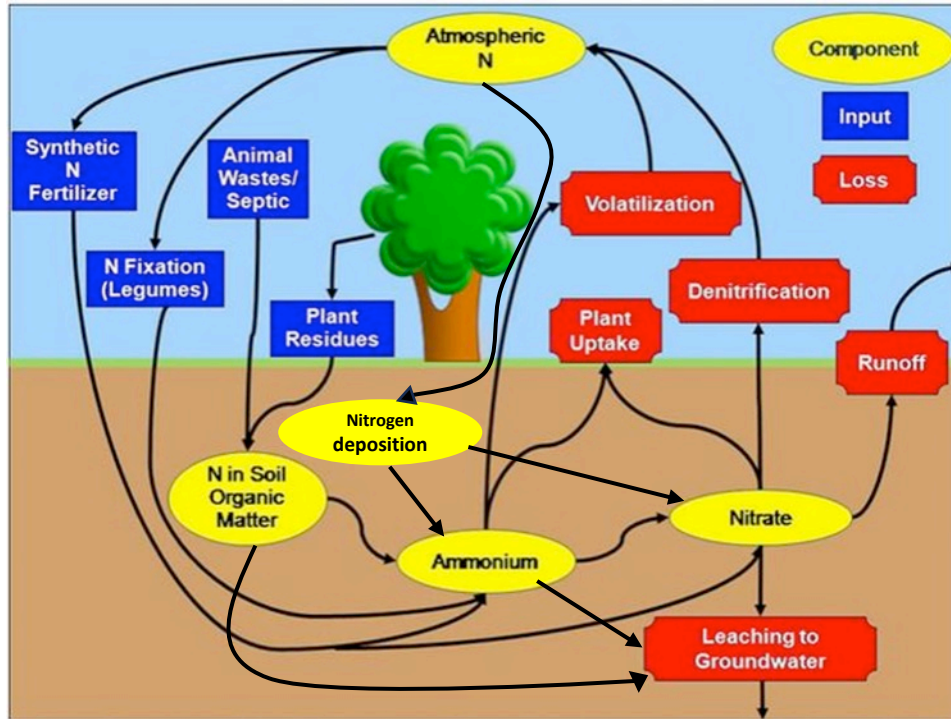 Atmospheric
N
Component
Input
Loss
Synthetic
N
Fertilizer
Animal
Wastes/
Septic
Volatilization
N Fixation
(Legumes)
Plant
Residues
Plant
Uptake
Denitrification
Runoff
Nitrogen
deposition
N in Soil
Organic
Matter
Ammonium
Nitrate
Leaching to
Groundwater